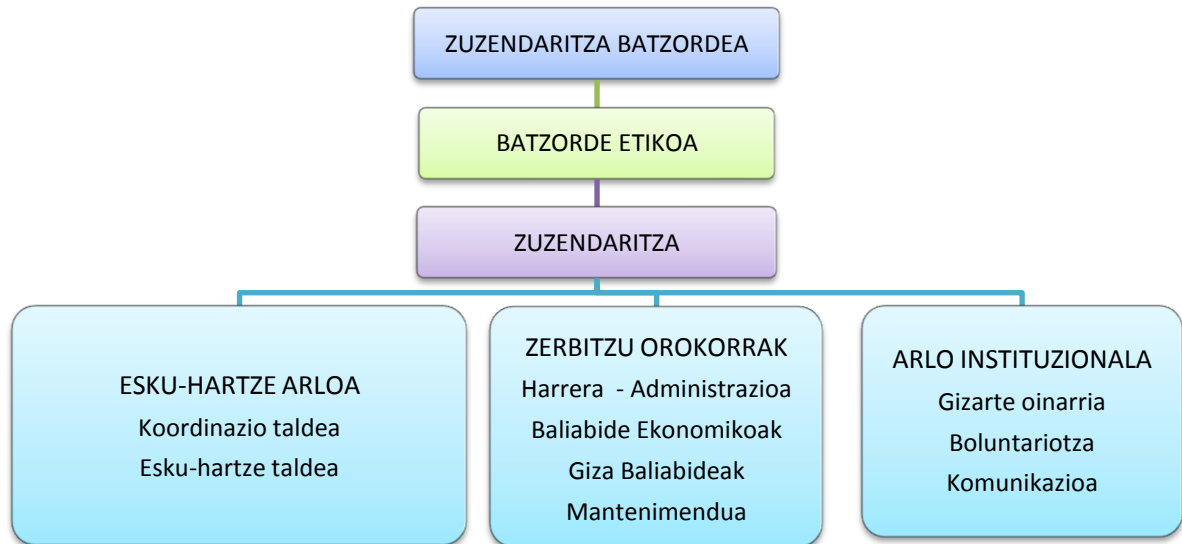 ZUZENDARITZA BATZORDEA
BATZORDE ETIKOA
ZUZENDARITZA
ESKU-HARTZE ARLOA
Koordinazio taldea
Esku-hartze taldea
ZERBITZU OROKORRAK
Harrera - Administrazioa
Baliabide Ekonomikoak
Giza Baliabideak
Mantenimendua
ARLO INSTITUZIONALA
Gizarte oinarria
Boluntariotza
Komunikazioa